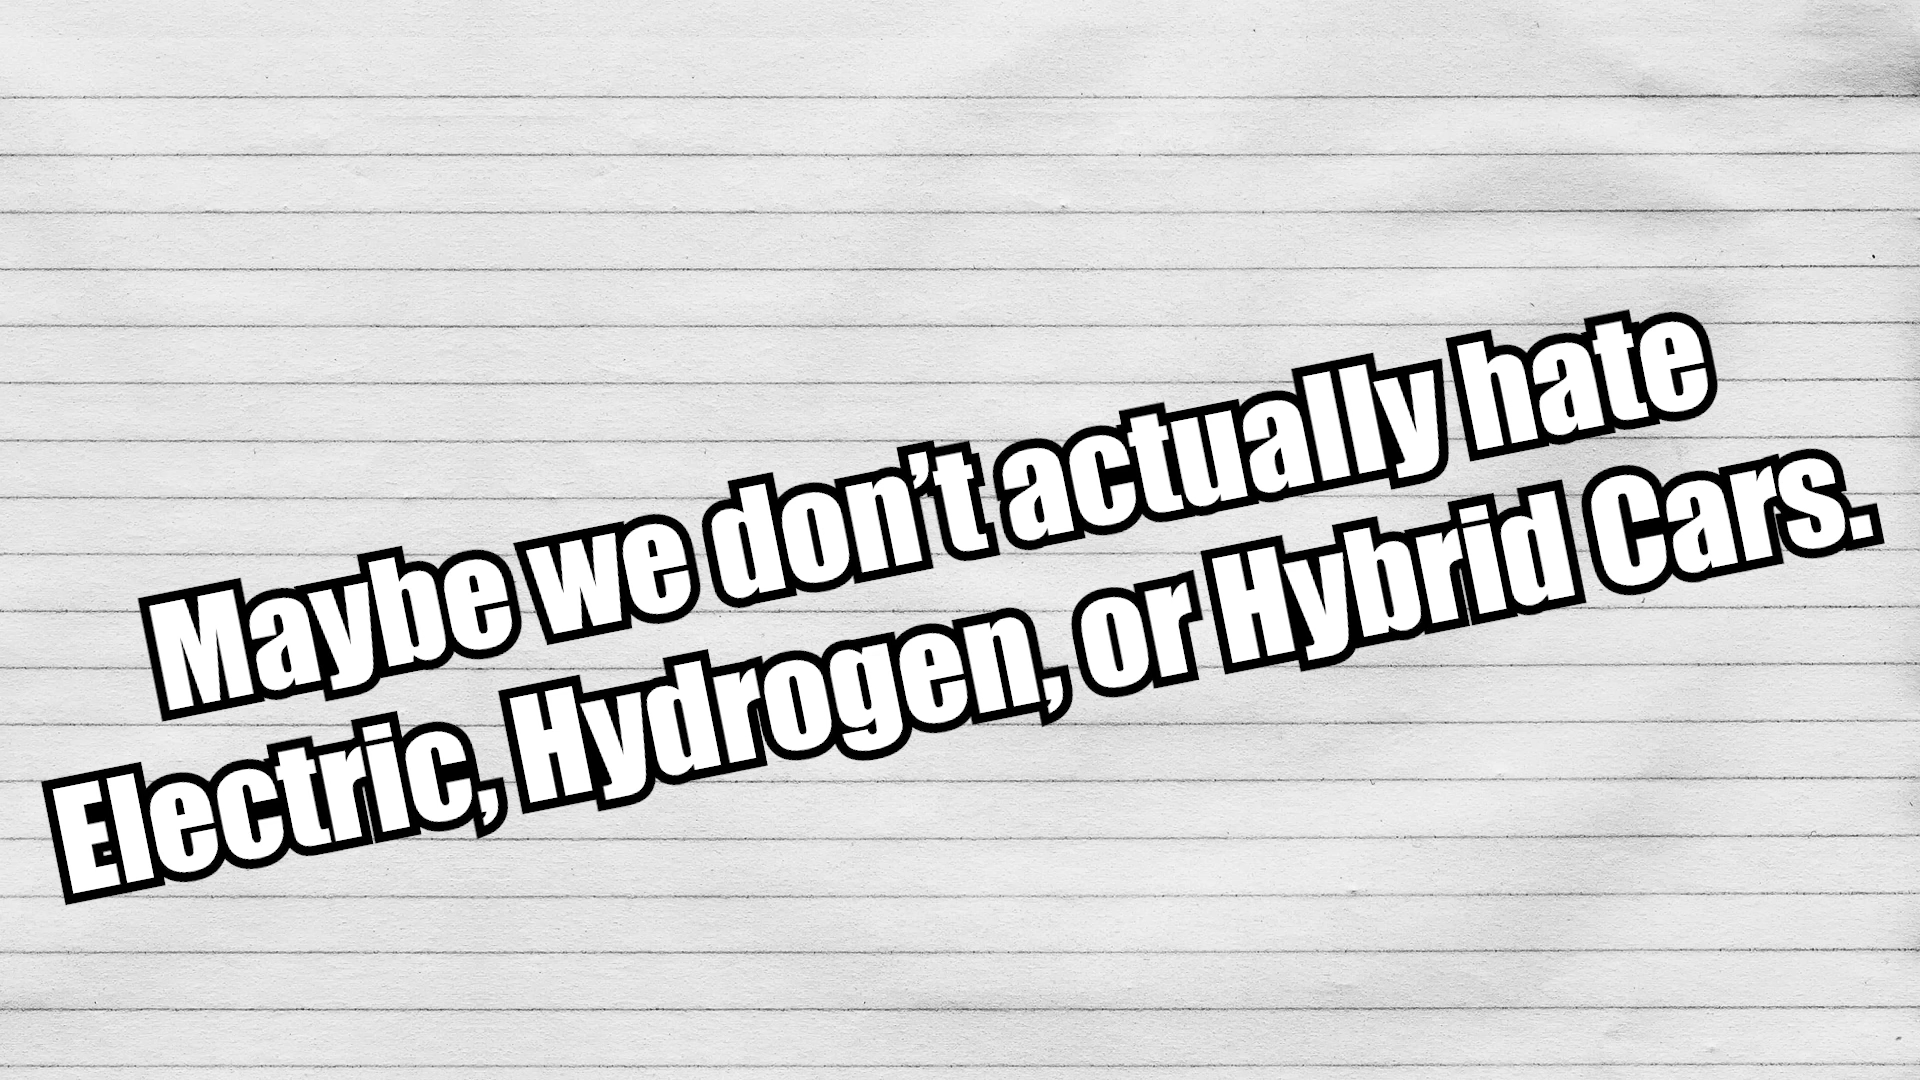 Maybe we don’t actually hate
Electric, Hydrogen, or Hybrid Cars.